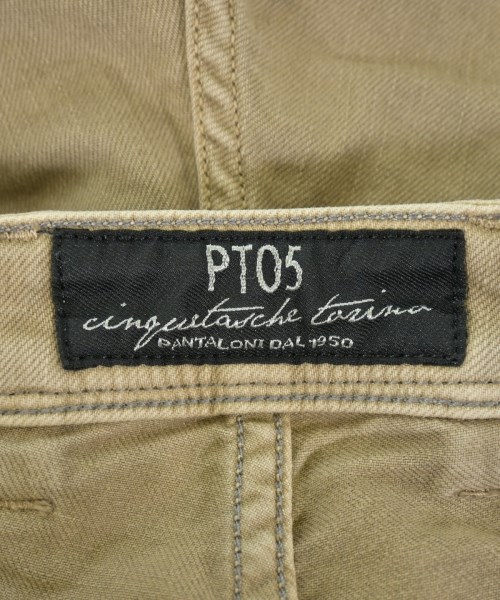 PT05
cinquetasche torino
PANTALONI DAL 1950